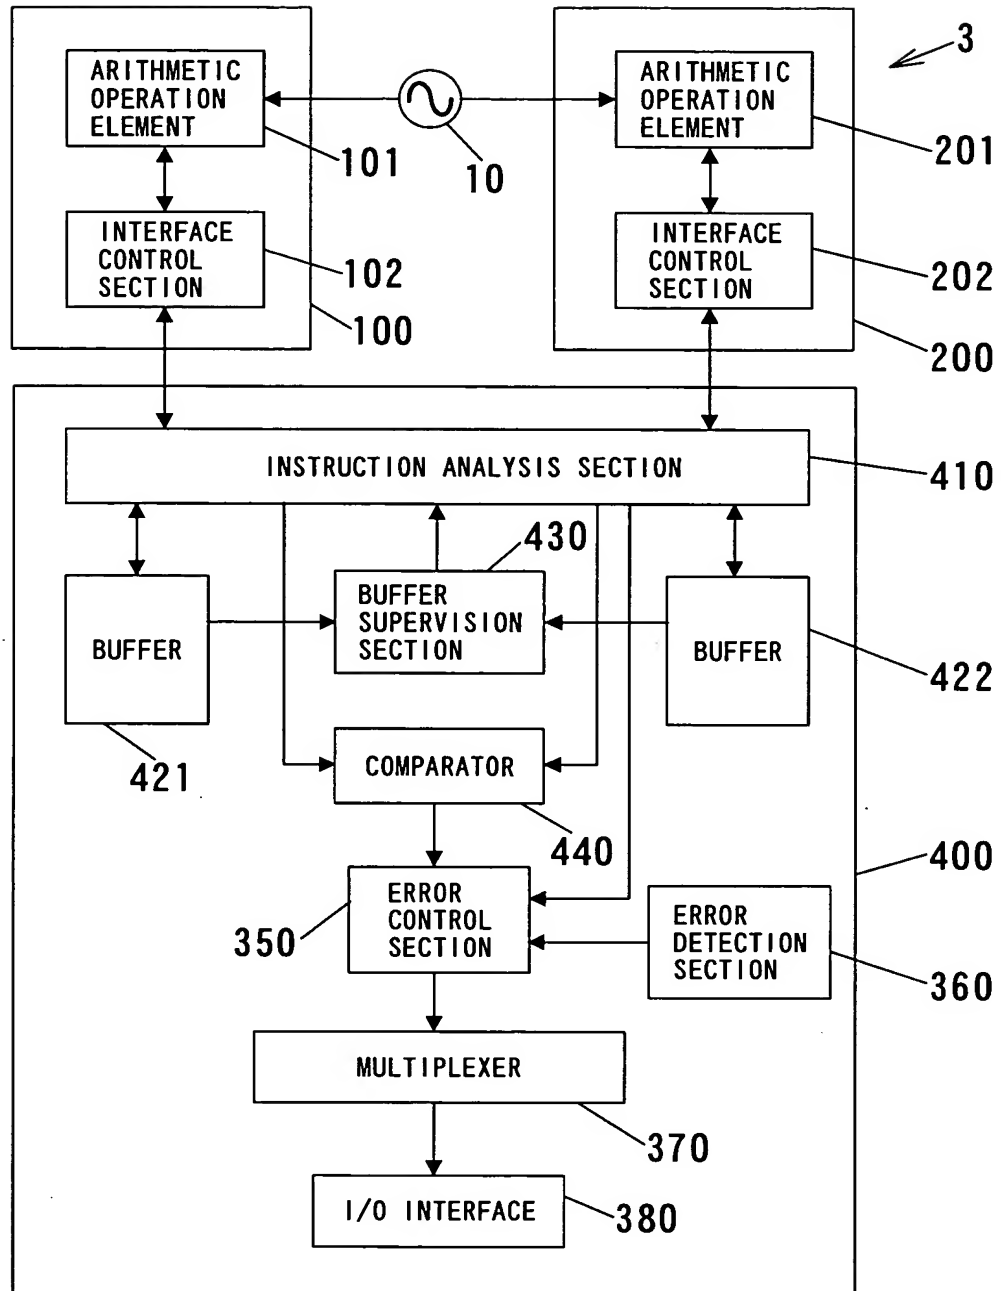 3
ARITHMETIC
OPERATION
ELEMENT
101
10
ARITHMETIC
OPERATION
ELEMENT
201
INTERFACE
CONTROL
SECTION
102
100
INTERFACE
CONTROL
SECTION
202
200
INSTRUCTION ANALYSIS SECTION
410
430
BUFFER
421
BUFFER
SUPERVISION
SECTION
BUFFER
422
COMPARATOR
440
400
ERROR
CONTROL
SECTION
350
ERROR
DETECTION
SECTION
360
MULTIPLEXER
370
I/O INTERFACE
380